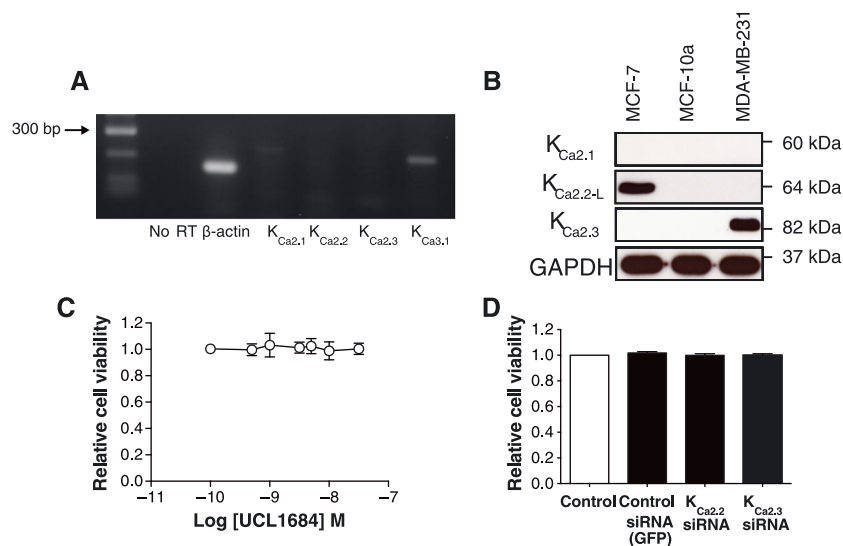 A
300 bp
No RT β-actin KCa2.1 KCa2.2 KCa2.3 KCa3.1
B
MCF-7
MCF-10a
MDA-MB-231
KCa2.1 60 kDa
KCa2.2-L 64 kDa
KCa2.3 82 kDa
GAPDH 37 kDa
C
Relative cell viability
1.2
1.0
0.8
0.6
0.4
0.2
0.0
−11 −10 −9 −8 −7
Log [UCL1684] M
D
Relative cell viability
1.2
1.0
0.8
0.6
0.4
0.2
0.0
Control Control KCa2.2 KCa2.3
siRNA siRNA siRNA
(GFP)